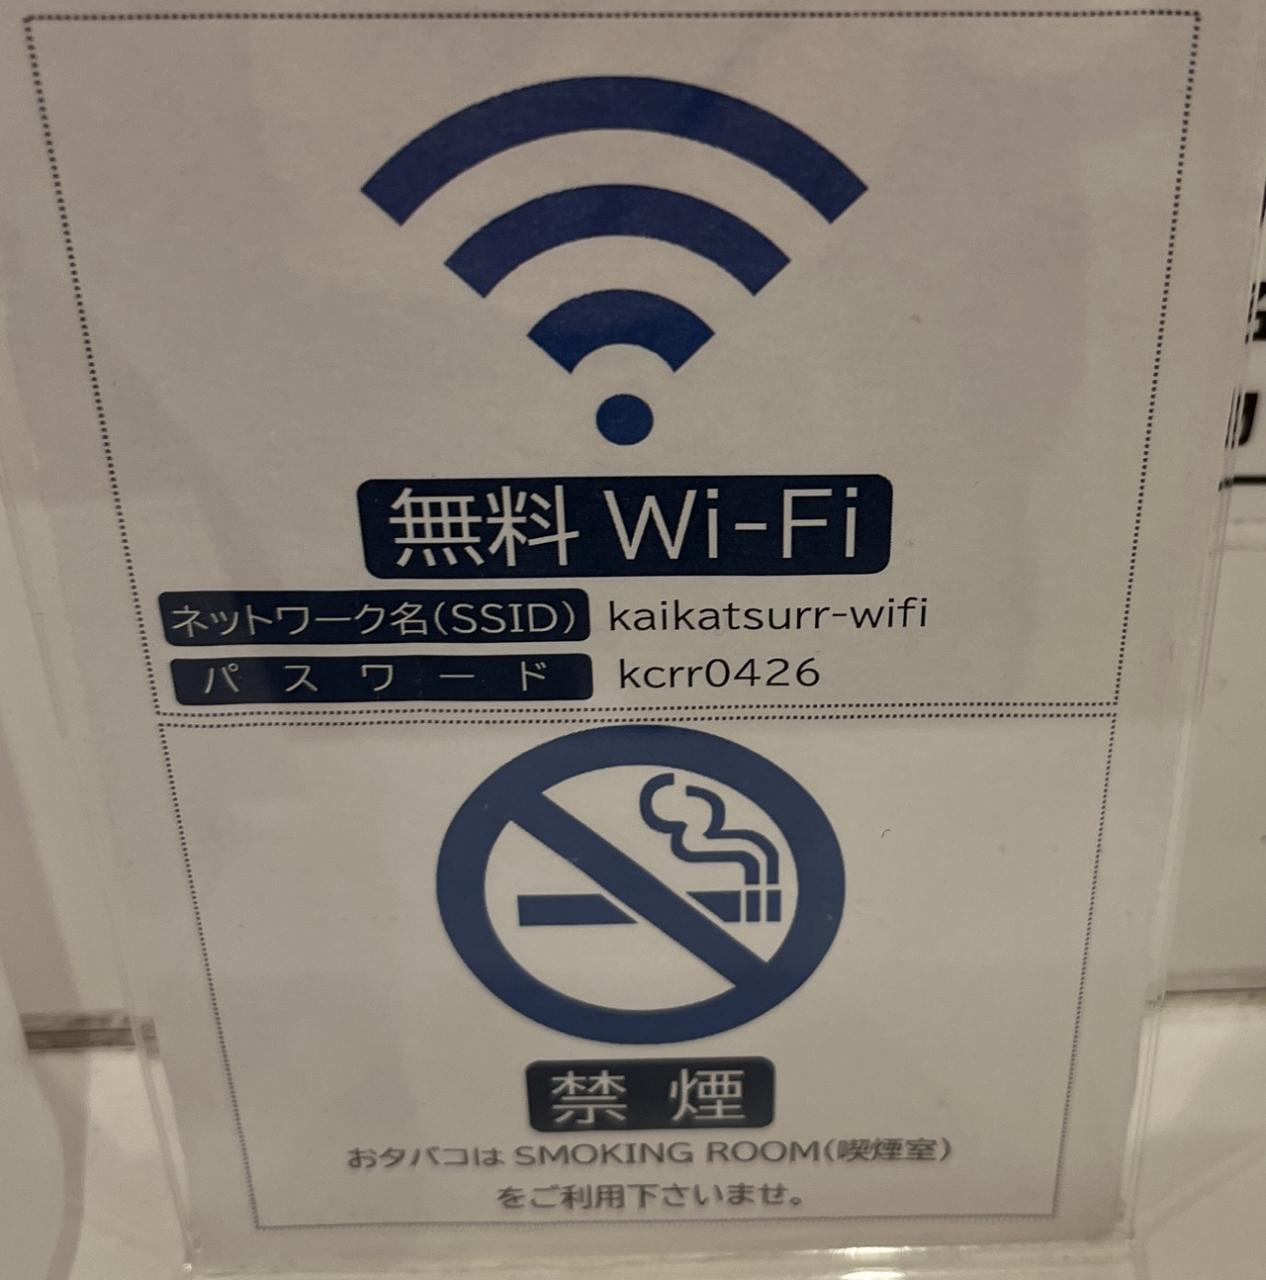 無料 Wi-Fi
ネットワーク名(SSID) kaikatsurr-wifi
パスワード kcrr0426
禁煙
おタバコは SMOKING ROOM(喫煙室)
をご利用下さいませ。